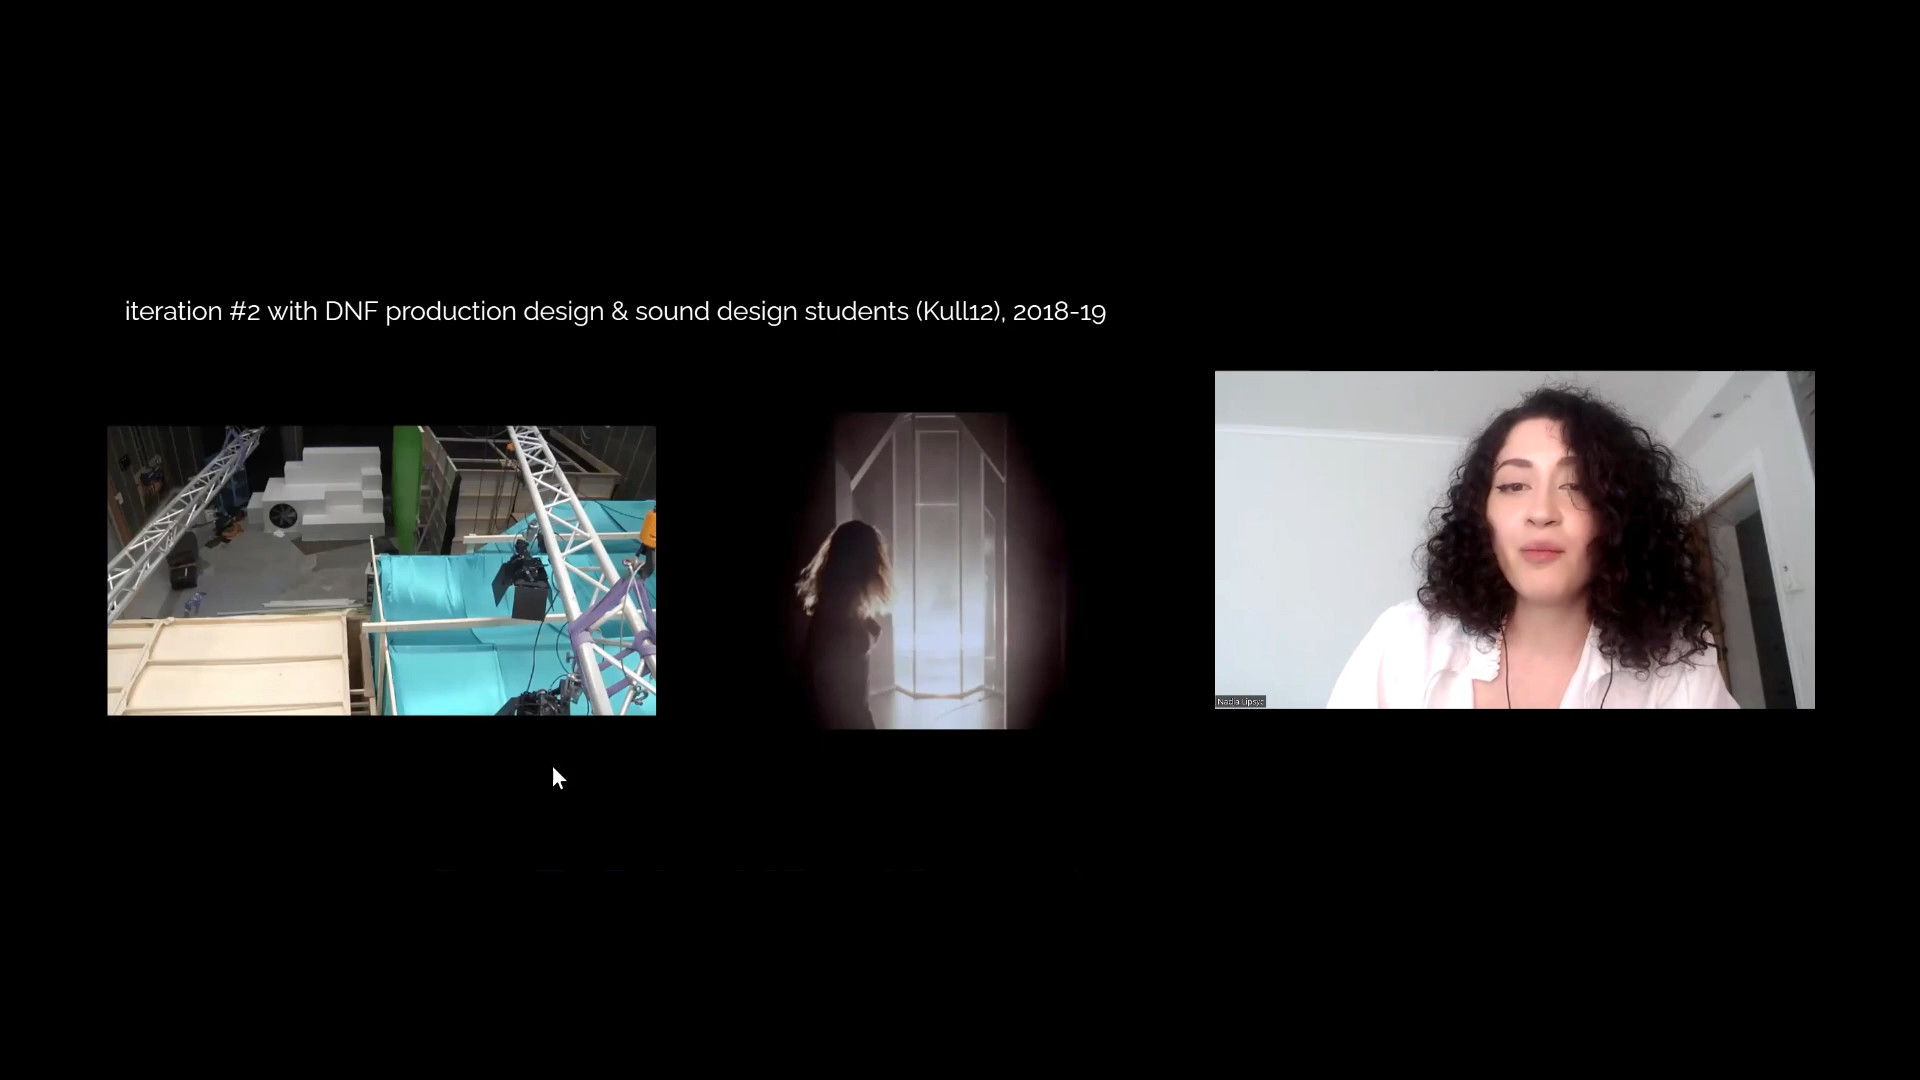 iteration #2 with DNF production design & sound design students (Kull12), 2018-19
Nadia Lipsyc